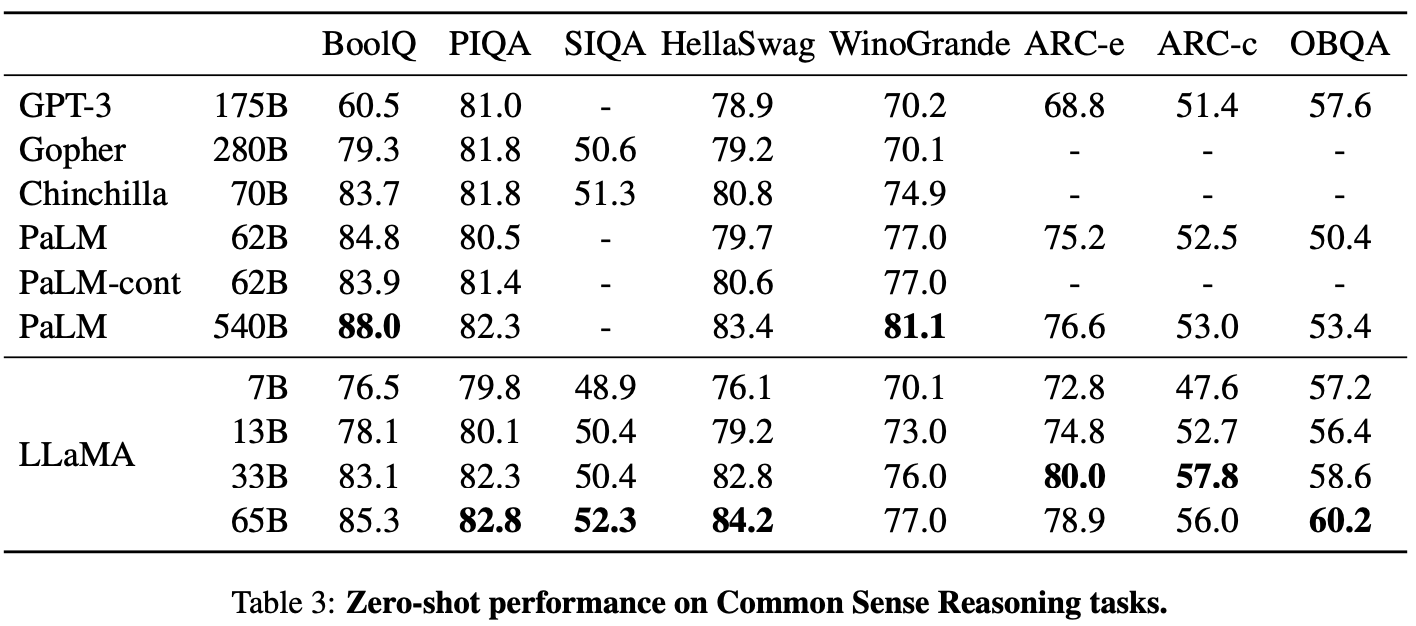 BoolQ PIQA SIQA HellaSwag WinoGrande ARC-e ARC-c OBQA
GPT-3 175B 60.5 81.0 - 78.9 70.2 68.8 51.4 57.6
Gopher 280B 79.3 81.8 50.6 79.2 70.1 - - -
Chinchilla 70B 83.7 81.8 51.3 80.8 74.9 - - -
PaLM 62B 84.8 80.5 - 79.7 77.0 75.2 52.5 50.4
PaLM-cont 62B 83.9 81.4 - 80.6 77.0 - - -
PaLM 540B 88.0 82.3 - 83.4 81.1 76.6 53.0 53.4
LLaMA
7B 76.5 79.8 48.9 76.1 70.1 72.8 47.6 57.2
13B 78.1 80.1 50.4 79.2 73.0 74.8 52.7 56.4
33B 83.1 82.3 50.4 82.8 76.0 80.0 57.8 58.6
65B 85.3 82.8 52.3 84.2 77.0 78.9 56.0 60.2
Table 3: Zero-shot performance on Common Sense Reasoning tasks.